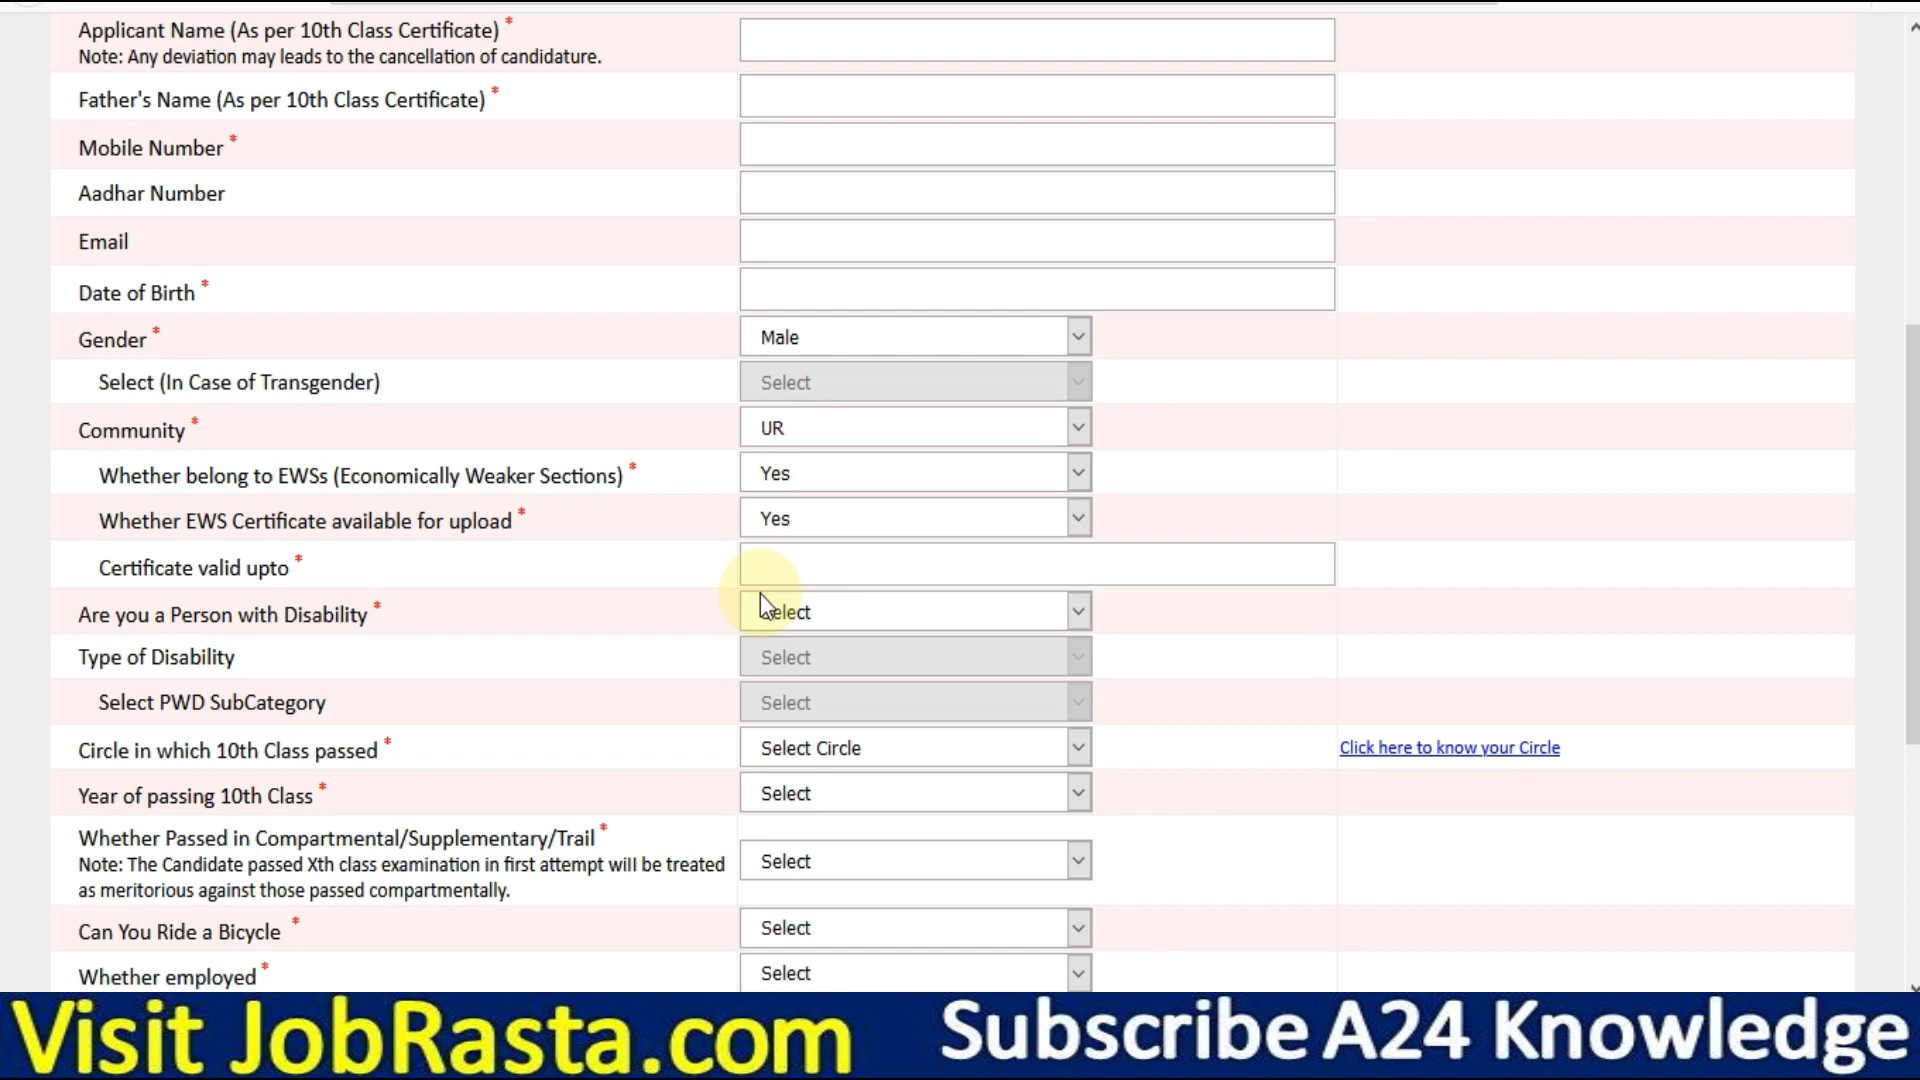 Applicant Name (As per 10th Class Certificate) *
Note: Any deviation may leads to the cancellation of candidature.
Father's Name (As per 10th Class Certificate) *
Mobile Number *
Aadhar Number
Email
Date of Birth *
Gender * Male
Select (In Case of Transgender) Select
Community * UR
Whether belong to EWSs (Economically Weaker Sections) * Yes
Whether EWS Certificate available for upload * Yes
Certificate valid upto *
Are you a Person with Disability * Select
Type of Disability Select
Select PWD SubCategory Select
Circle in which 10th Class passed * Select Circle Click here to know your Circle
Year of passing 10th Class * Select
Whether Passed in Compartmental/Supplementary/Trail *
Note: The Candidate passed Xth class examination in first attempt will be treated
as meritorious against those passed compartmentally.
Select
Can You Ride a Bicycle * Select
Whether employed * Select
Visit JobRasta.com Subscribe A24 Knowledge